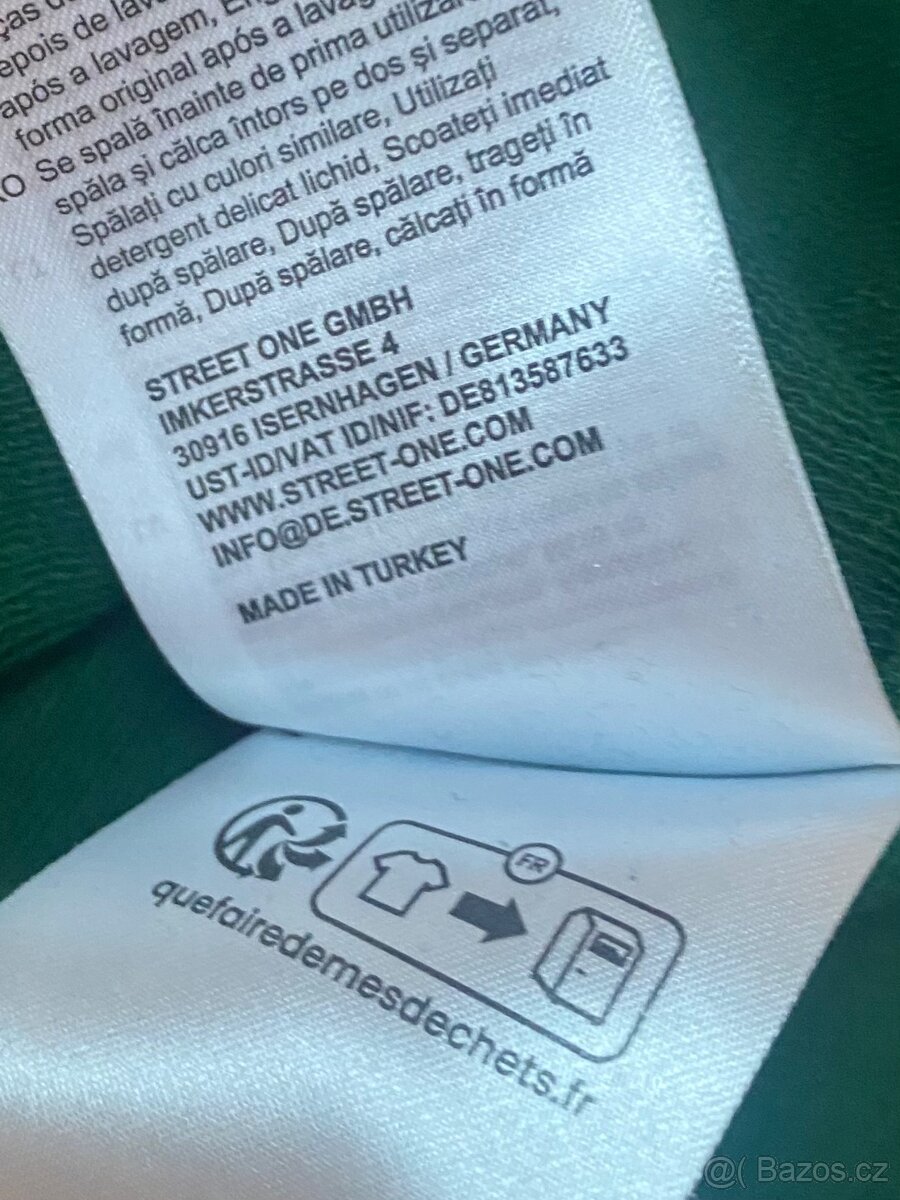 após a lavagem,
forma original após a
RO Se spală înainte de prima
spăla și călca întors pe dos și separat,
Spălați cu culori similare, Utilizați
detergent delicat lichid, Scoateți imediat
după spălare, După spălare, trageți în
formă, După spălare, călcați în formă
STREET ONE GMBH
IMKERSTRASSE 4
30916 ISERNHAGEN / GERMANY
UST-ID/VAT ID/NIF: DE813587633
WWW.STREET-ONE.COM
INFO@DE.STREET-ONE.COM
MADE IN TURKEY
FR
quefairedemesdechets.fr
@( Bazos.cz